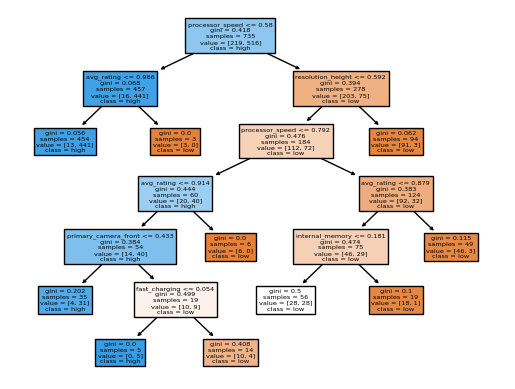 processor_speed <= 0.58
gini = 0.418
samples = 735
value = [219, 516]
class = high
avg_rating <= 0.966
gini = 0.068
samples = 457
value = [16, 441]
class = high
resolution_height <= 0.592
gini = 0.394
samples = 278
value = [203, 75]
class = low
gini = 0.056
samples = 454
value = [13, 441]
class = high
gini = 0.0
samples = 3
value = [3, 0]
class = low
processor_speed <= 0.792
gini = 0.476
samples = 184
value = [112, 72]
class = low
gini = 0.062
samples = 94
value = [91, 3]
class = low
avg_rating <= 0.914
gini = 0.444
samples = 60
value = [20, 40]
class = high
avg_rating <= 0.879
gini = 0.383
samples = 124
value = [92, 32]
class = low
primary_camera_front <= 0.433
gini = 0.384
samples = 54
value = [14, 40]
class = high
gini = 0.0
samples = 6
value = [6, 0]
class = low
internal_memory <= 0.181
gini = 0.474
samples = 75
value = [46, 29]
class = low
gini = 0.115
samples = 49
value = [46, 3]
class = low
gini = 0.202
samples = 35
value = [4, 31]
class = high
fast_charging <= 0.054
gini = 0.499
samples = 19
value = [10, 9]
class = low
gini = 0.5
samples = 56
value = [28, 28]
class = low
gini = 0.1
samples = 19
value = [18, 1]
class = low
gini = 0.0
samples = 5
value = [0, 5]
class = high
gini = 0.408
samples = 14
value = [10, 4]
class = low